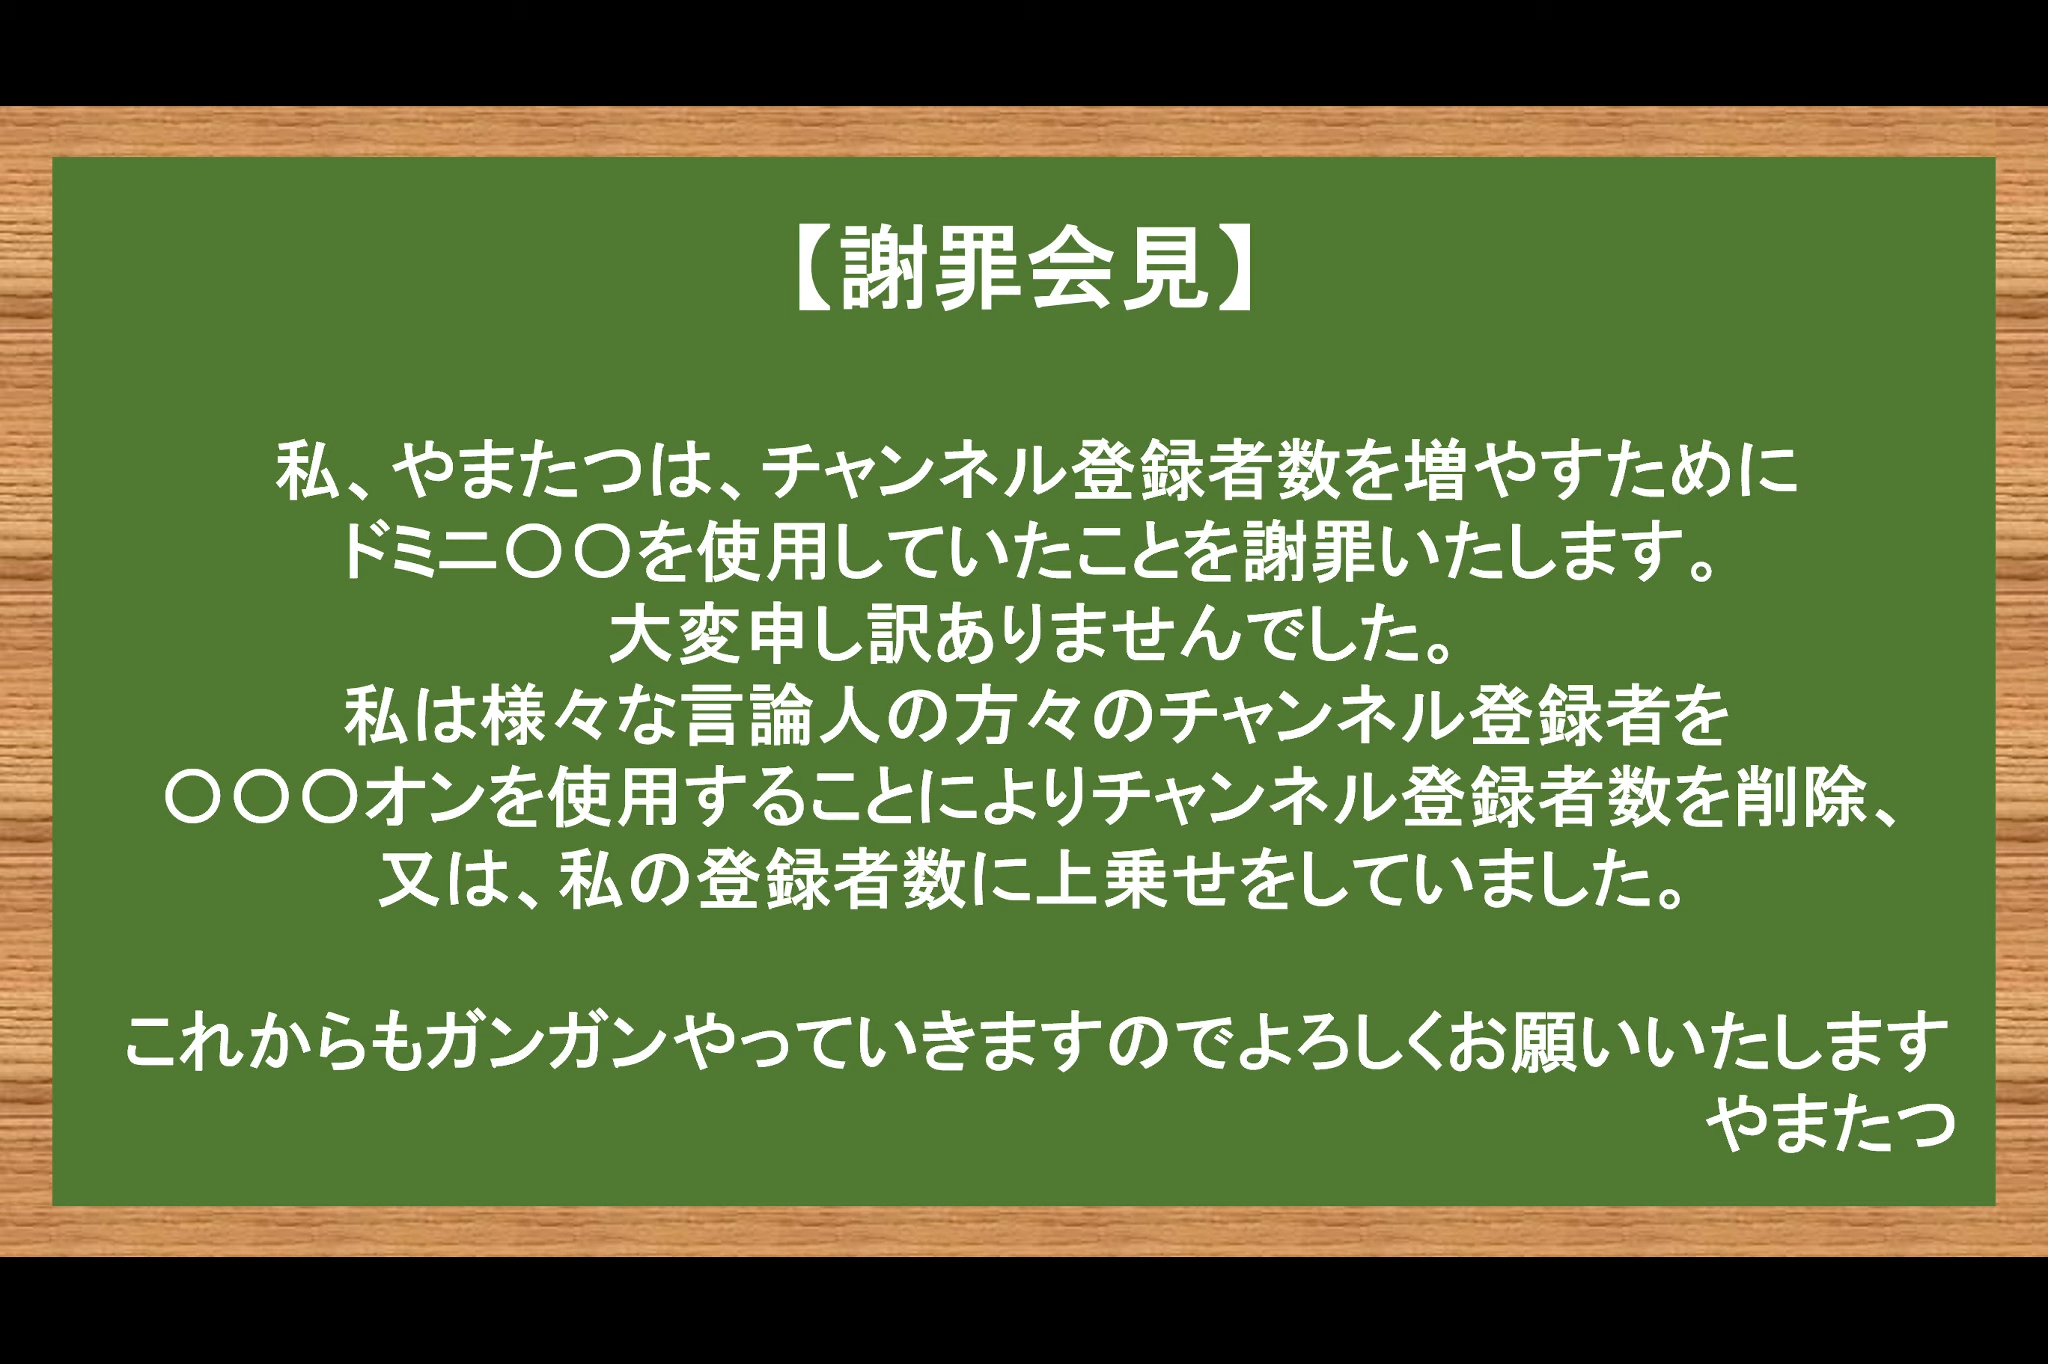 【謝罪会見】
私、やまたつは、チャンネル登録者数を増やすために
ドミニ〇〇を使用していたことを謝罪いたします。
大変申し訳ありませんでした。
私は様々な言論人の方々のチャンネル登録者を
〇〇〇オンを使用することによりチャンネル登録者数を削除、
又は、私の登録者数に上乗せをしていました。
これからもガンガンやっていきますのでよろしくお願いいたします
やまたつ